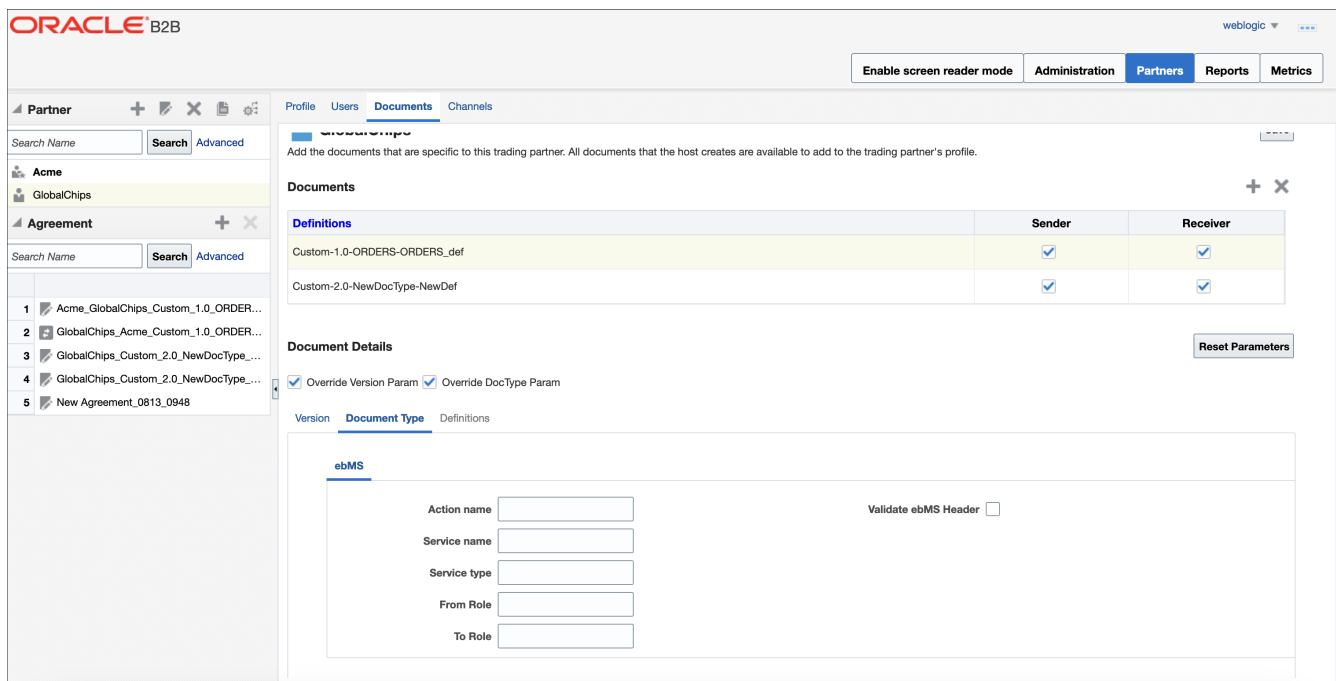 ORACLE B2B
weblogic
Enable screen reader mode Administration Partners Reports Metrics
Partner
Profile Users Documents Channels
Search Name Search Advanced
GlobalChips
Save
Add the documents that are specific to this trading partner. All documents that the host creates are available to add to the trading partner's profile.
Acme
GlobalChips
Documents
Agreement
Definitions Sender Receiver
Search Name Search Advanced
Custom-1.0-ORDERS-ORDERS_def
Custom-2.0-NewDocType-NewDef
1 Acme_GlobalChips_Custom_1.0_ORDER...
2 GlobalChips_Acme_Custom_1.0_ORDER...
3 GlobalChips_Custom_2.0_NewDocType_...
4 GlobalChips_Custom_2.0_NewDocType_...
5 New Agreement_0813_0948
Document Details Reset Parameters
Override Version Param Override DocType Param
Version Document Type Definitions
ebMS
Action name Validate ebMS Header
Service name
Service type
From Role
To Role